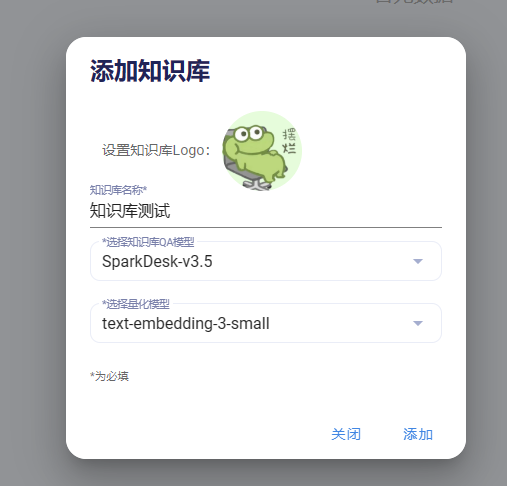 添加知识库
设置知识库Logo:
摆烂
知识库名称*
知识库测试
*选择知识库QA模型
SparkDesk-v3.5
*选择量化模型
text-embedding-3-small
*为必填
关闭
添加